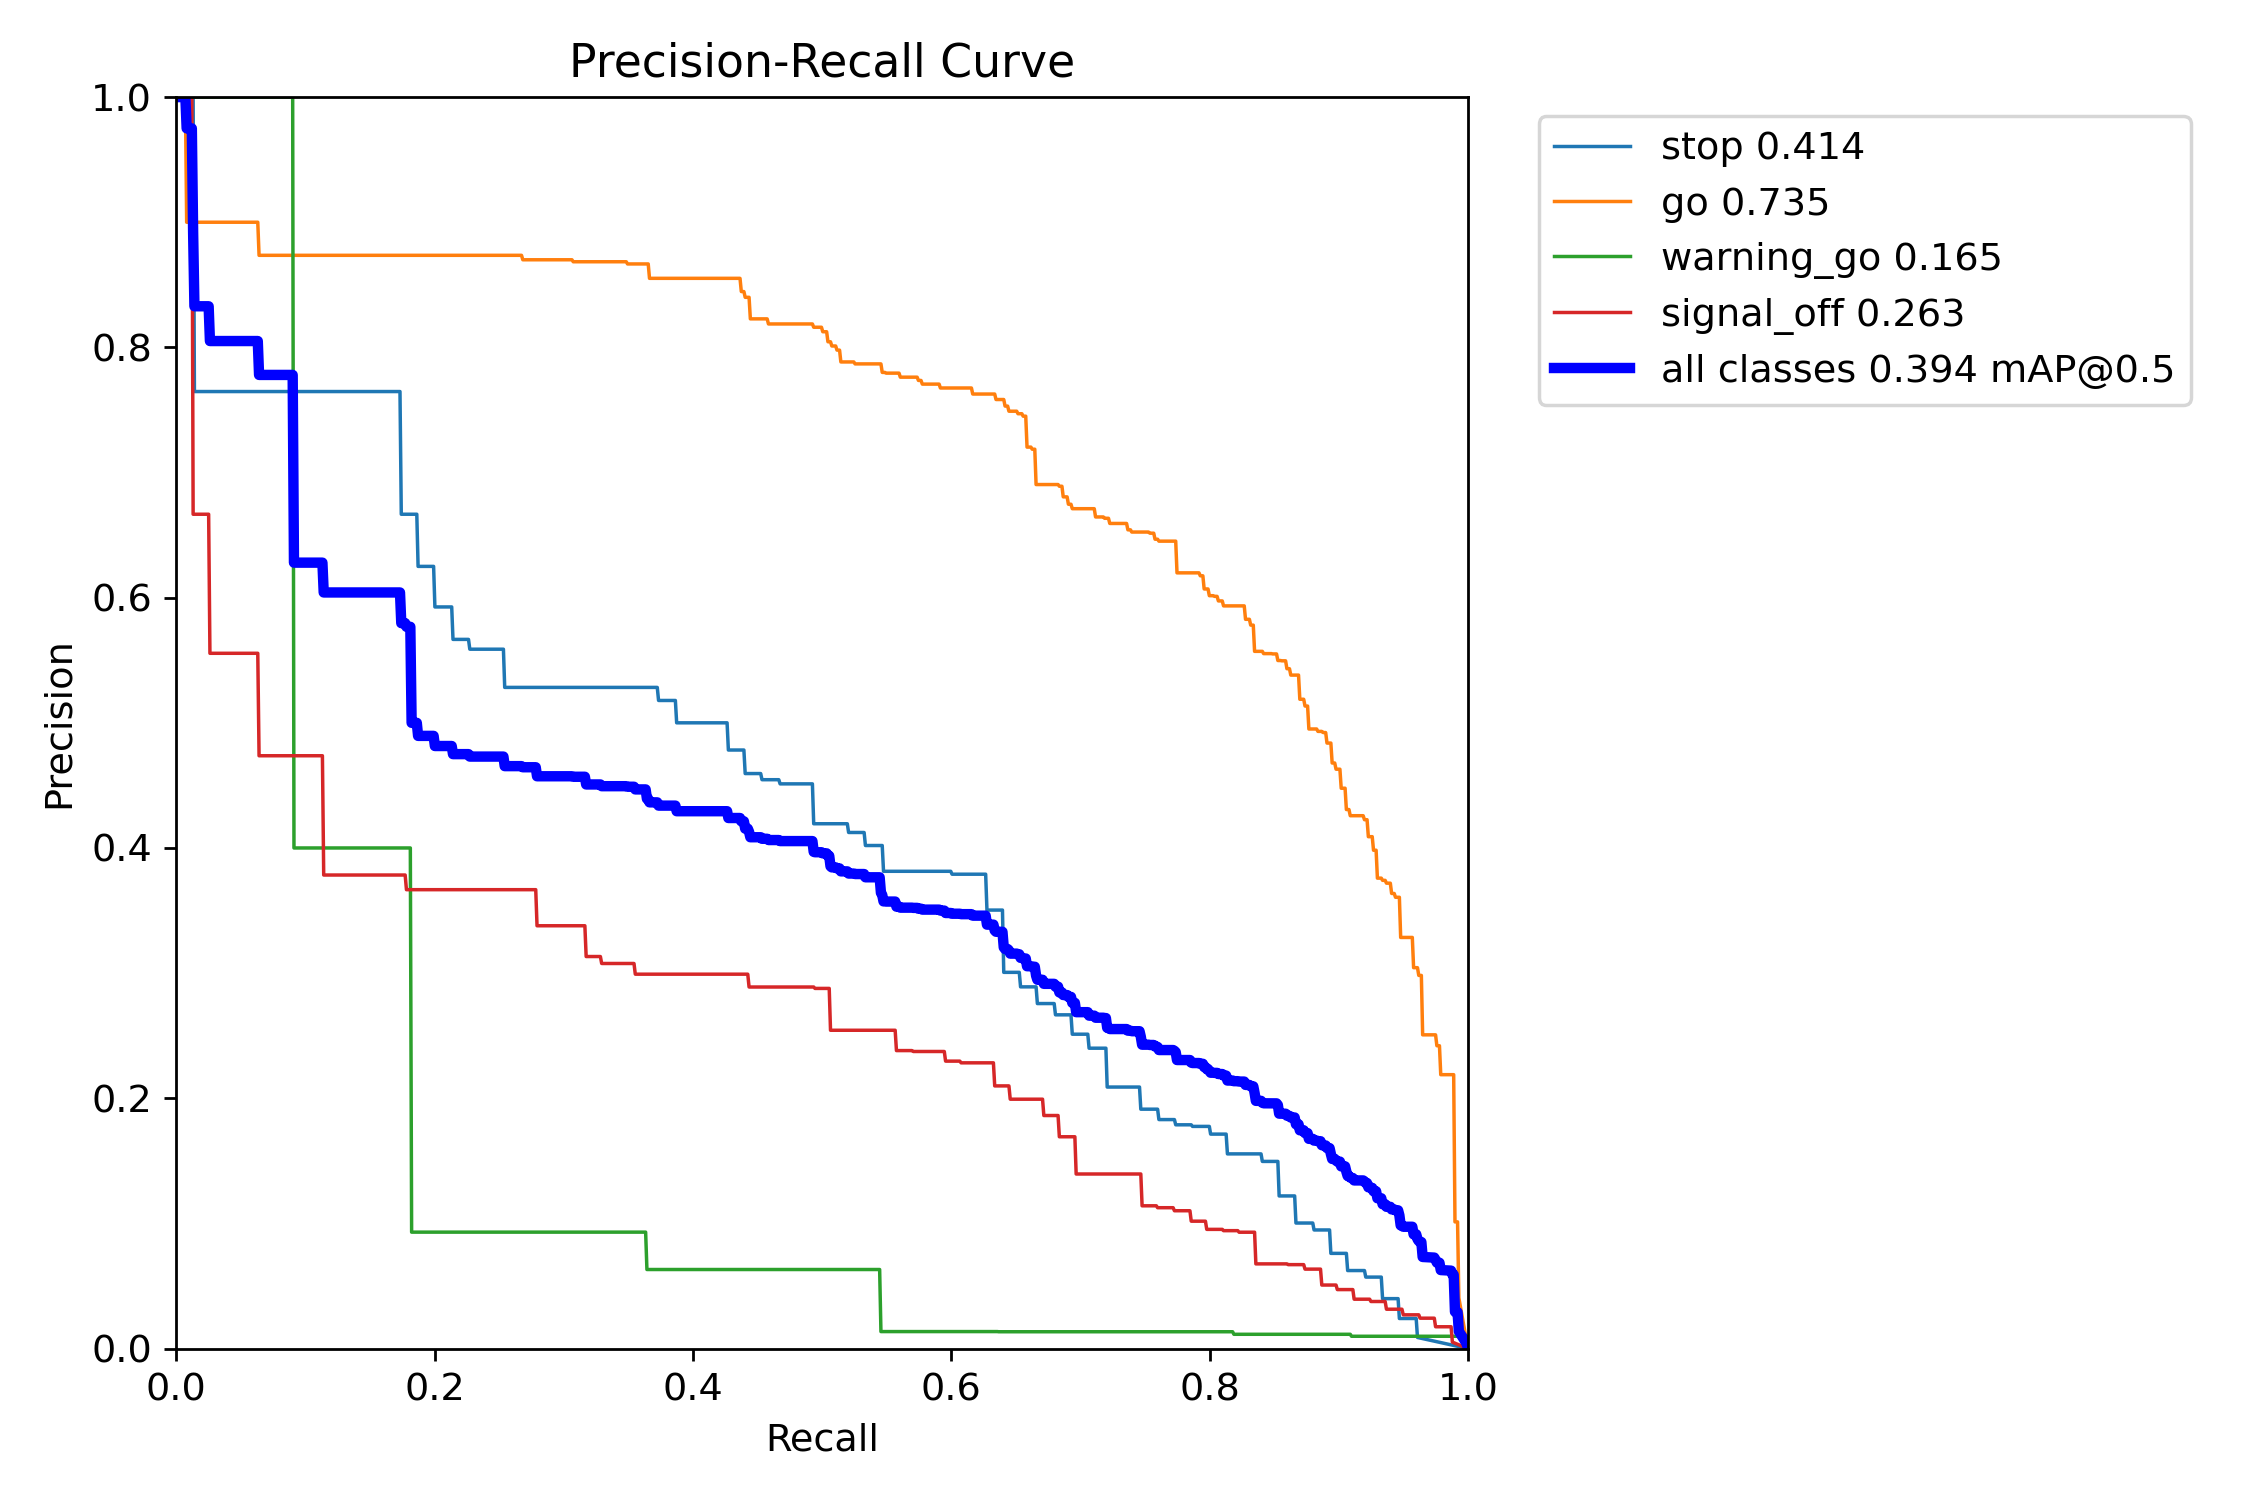 Precision-Recall Curve
1.0
0.8
0.6
0.4
0.2
0.0
Precision
0.0 0.2 0.4 0.6 0.8 1.0
Recall
stop 0.414
go 0.735
warning_go 0.165
signal_off 0.263
all classes 0.394 mAP@0.5